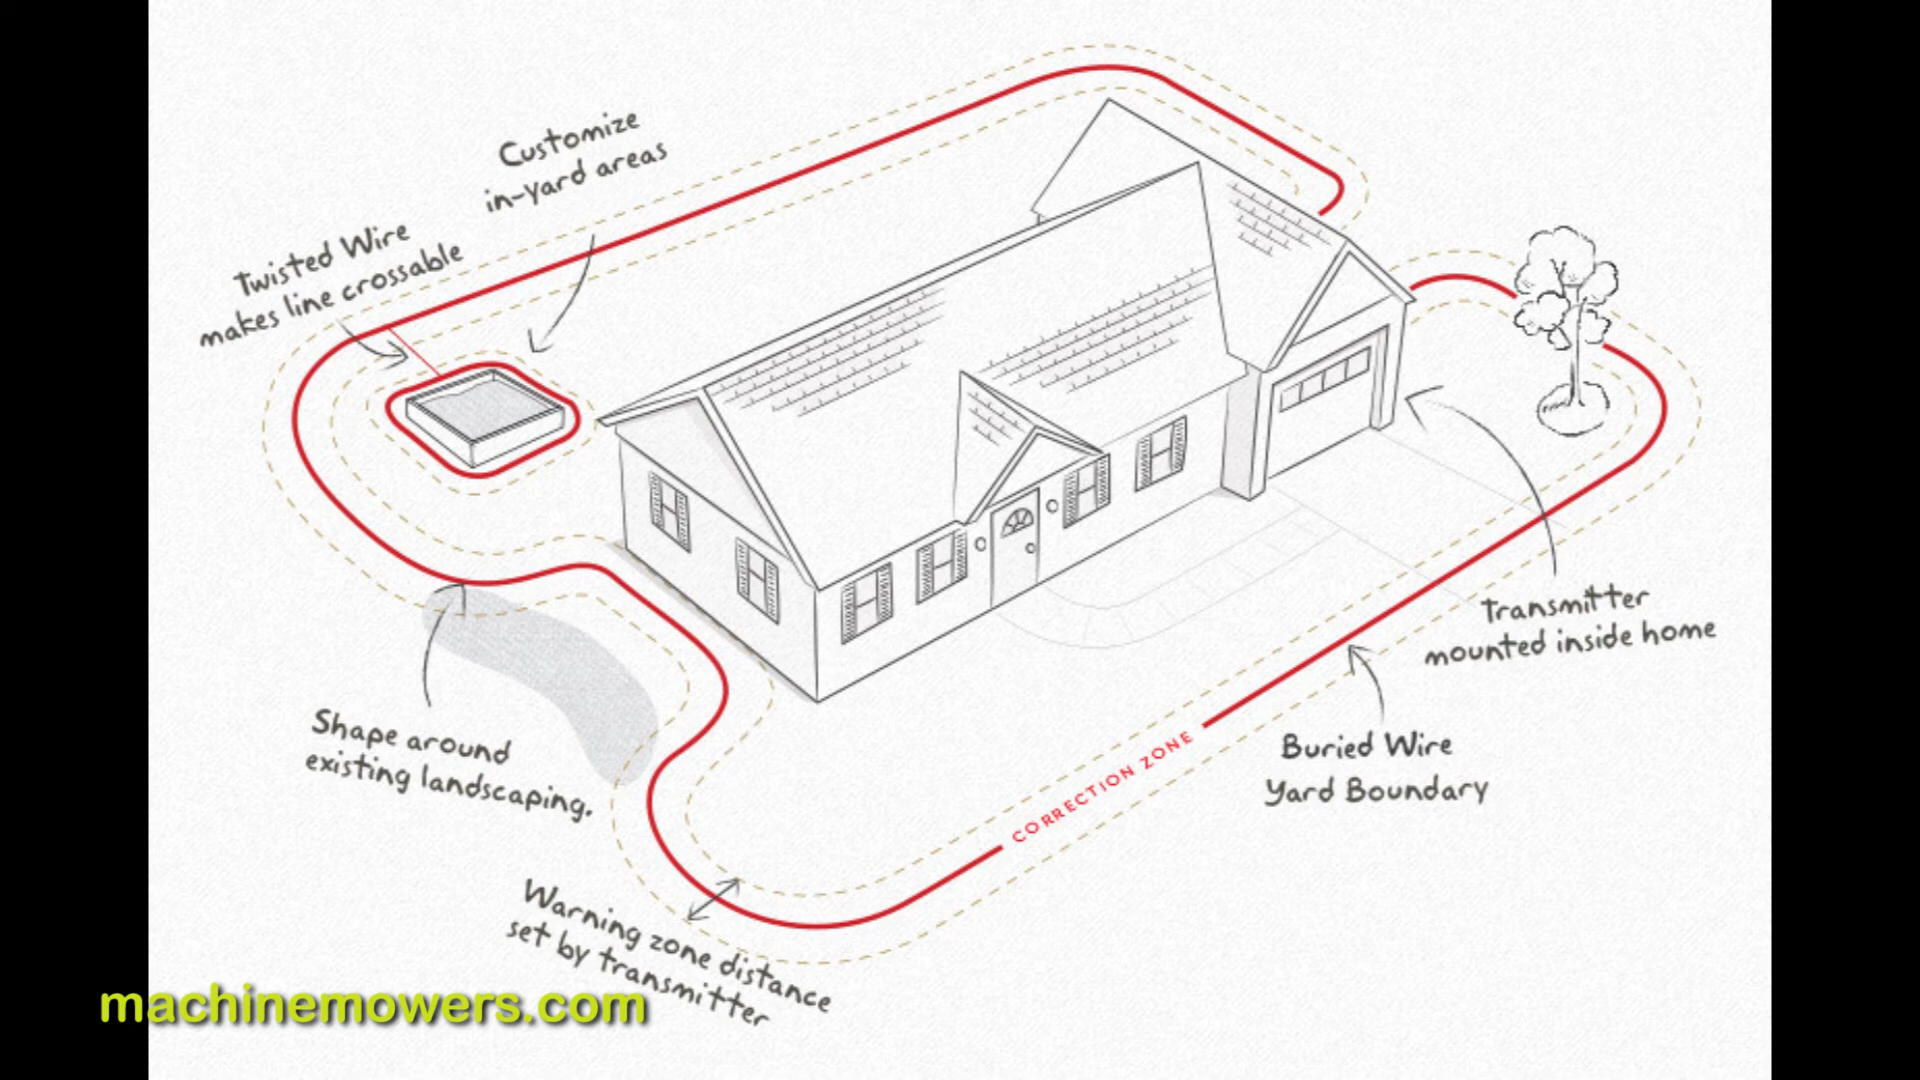 Customize
in-yard areas
Twisted Wire
makes line crossable
Transmitter
mounted inside home
Shape around
existing landscaping.
CORRECTION ZONE
Buried Wire
Yard Boundary
Warning zone distance
set by transmitter
machinemowers.com